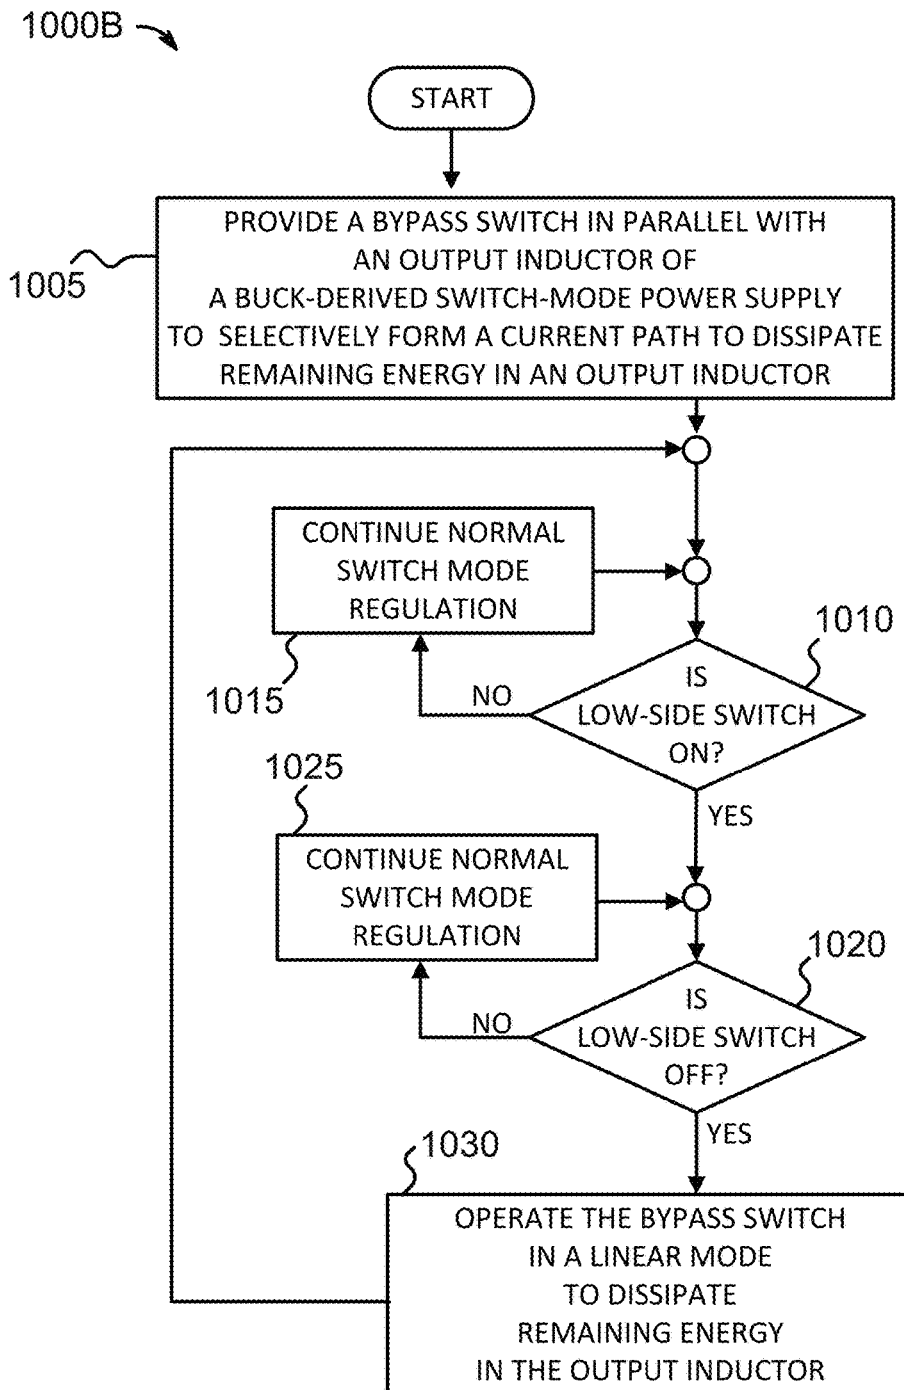 1000B
START
PROVIDE A BYPASS SWITCH IN PARALLEL WITH
AN OUTPUT INDUCTOR OF
A BUCK-DERIVED SWITCH-MODE POWER SUPPLY
TO SELECTIVELY FORM A CURRENT PATH TO DISSIPATE
REMAINING ENERGY IN AN OUTPUT INDUCTOR
1005
CONTINUE NORMAL
SWITCH MODE
REGULATION
1015
1010
IS
LOW-SIDE SWITCH
ON?
NO
YES
1025
CONTINUE NORMAL
SWITCH MODE
REGULATION
1020
IS
LOW-SIDE SWITCH
OFF?
NO
YES
1030
OPERATE THE BYPASS SWITCH
IN A LINEAR MODE
TO DISSIPATE
REMAINING ENERGY
IN THE OUTPUT INDUCTOR